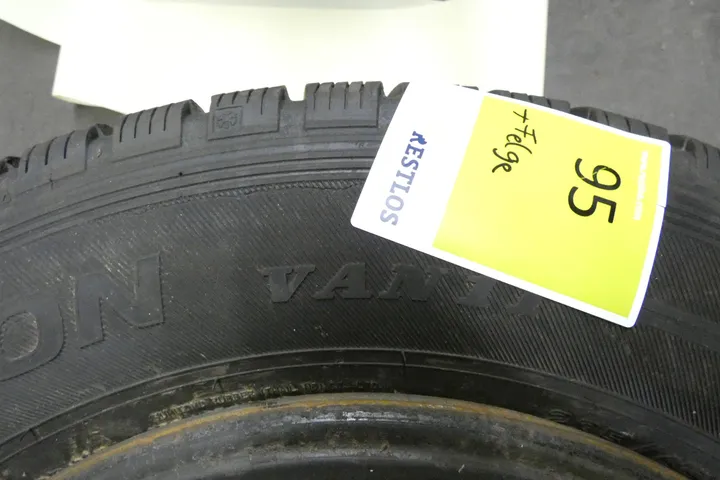 +Felge
95
RESTLOS
ON
VAN